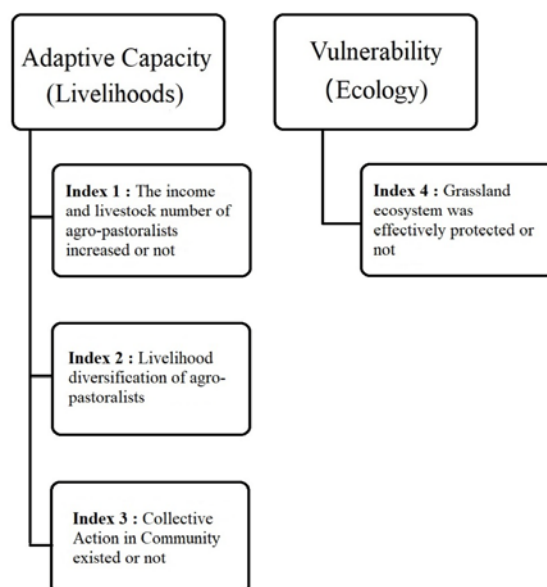 Adaptive Capacity
(Livelihoods)
Index 1 : The income
and livestock number of
agro-pastoralists
increased or not
Index 2 : Livelihood
diversification of agro-
pastoralists
Index 3 : Collective
Action in Community
existed or not
Vulnerability
(Ecology)
Index 4 : Grassland
ecosystem was
effectively protected or
not